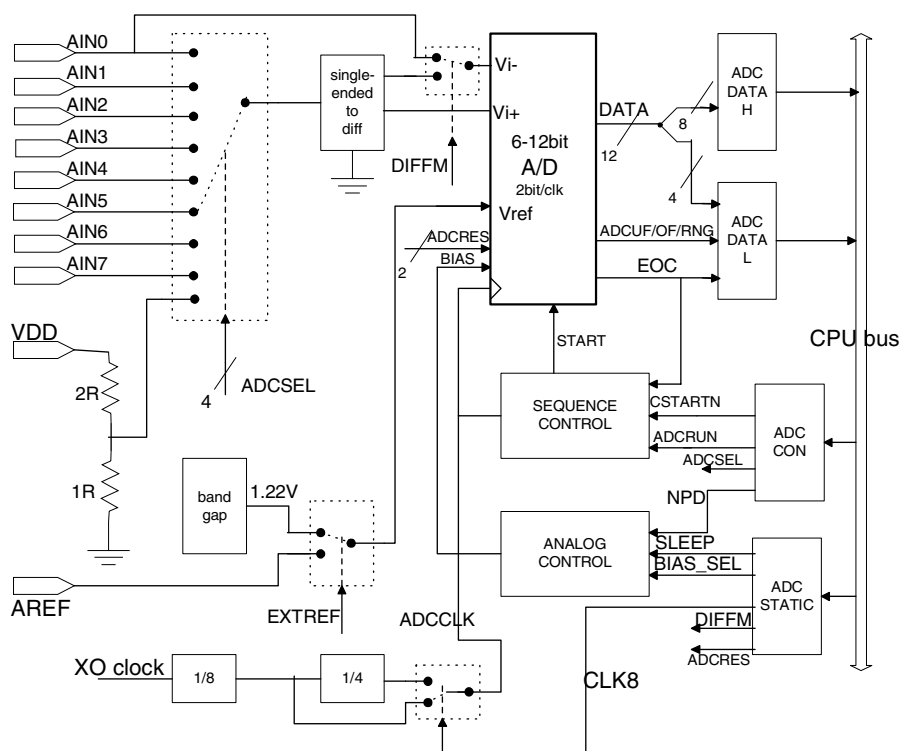 AIN0
AIN1
AIN2
AIN3
AIN4
AIN5
AIN6
AIN7
VDD
2R
1R
4
ADCSEL
single-
ended
to
diff
DIFFM
Vi-
Vi+
6-12bit
A/D
2bit/clk
Vref
ADCRES
2
BIAS
DATA
12
8
4
ADC
DATA
H
ADCUF/OF/RNG
ADC
DATA
L
EOC
START
CPU bus
SEQUENCE
CONTROL
CSTARTN
ADCRUN
ADCSEL
ADC
CON
NPD
band
gap
1.22V
AREF
EXTREF
ADCCLK
ANALOG
CONTROL
SLEEP
BIAS_SEL
ADC
STATIC
DIFFM
ADCRES
XO clock
1/8
1/4
CLK8